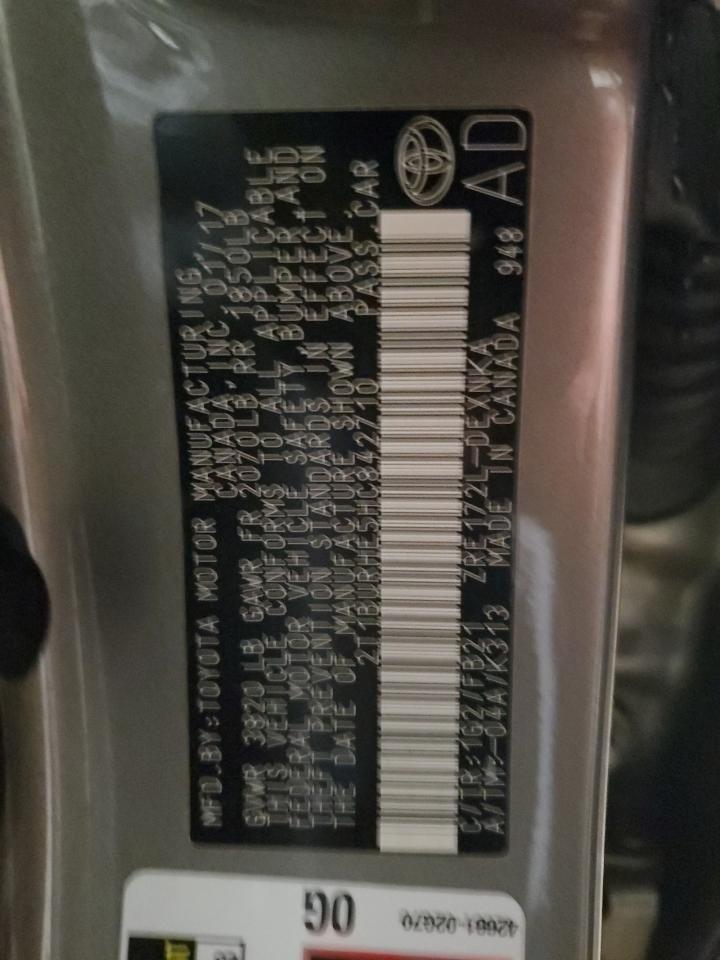 MFD.BY:TOYOTA MOTOR MANUFACTURING
CANADA, INC 01/17
GVWR 3820 LB GAWR FR 2070LB RR 1850LB
THIS VEHICLE CONFORMS TO ALL APPLICABLE
FEDERAL MOTOR VEHICLE SAFETY, BUMPER, AND
THEFT PREVENTION STANDARDS IN EFFECT ON
THE DATE OF MANUFACTURE SHOWN ABOVE.
2T1BURHE5HC842710 PASS.CAR
C/TR:1G2/FB21 ZRE172L-DEXNKA 948
A/TM:-04A/K313 MADE IN CANADA
AD
OG
42661-02G70